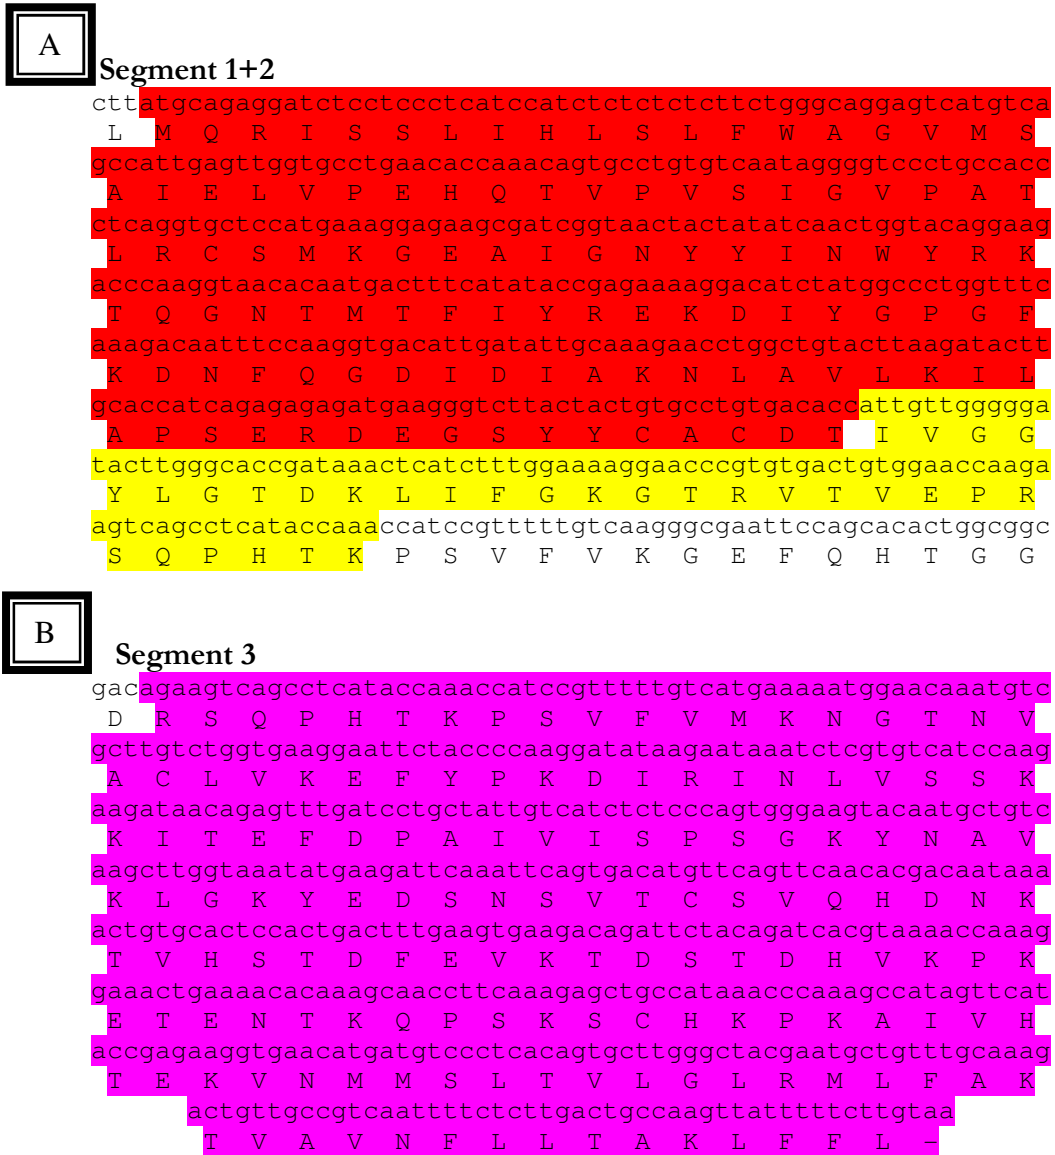 A
Segment 1+2
cttatgcagaggatctcctccctcatccatctctctctcttctgggcaggagtcatgtca
L M Q R I S S L I H L S L F W A G V M S
gccattgagttggtgcctgaacaccaaacagtgcctgtgtcaataggggtccctgccacc
A I E L V P E H Q T V P V S I G V P A T
ctcaggtgctccatgaaaggagaagcgatcggtaactactatatcaactggtacaggaag
L R C S M K G E A I G N Y Y I N W Y R K
acccaaggtaacacaatgactttcatataccgagaaaaggacatctatggccctggtttc
T Q G N T M T F I Y R E K D I Y G P G F
aaagacaatttccaaggtgacattgatattgcaaagaacctggctgtacttaagatactt
K D N F Q G D I D I A K N L A V L K I L
gcaccatcagagagagatgaagggtcttactactgtgcctgtgacaccattgttggggga
A P S E R D E G S Y Y C A C D T I V G G
tacttgggcaccgataaactcatctttggaaaaggaacccgtgtgactgtggaaccaaga
Y L G T D K L I F G K G T R V T V E P R
agtcagcctcataccaaaccatccgtttttgtcaagggcgaattccagcacactggcggc
S Q P H T K P S V F V K G E F Q H T G G
B
Segment 3
gacagaagtcagcctcataccaaaccatccgtttttgtcatgaaaaatggaacaaatgtc
D R S Q P H T K P S V F V M K N G T N V
gcttgtctggtgaaggaattctaccccaaggatataagaataaatctcgtgtcatccaag
A C L V K E F Y P K D I R I N L V S S K
aagataacagagtttgatcctgctattgtcatctctcccagtgggaagtacaatgctgtc
K I T E F D P A I V I S P S G K Y N A V
aagcttggtaaatatgaagattcaaattcagtgacatgttcagttcaacacgacaataaa
K L G K Y E D S N S V T C S V Q H D N K
actgtgcactccactgactttgaagtgaagacagattctacagatcacgtaaaaccaaag
T V H S T D F E V K T D S T D H V K P K
gaaactgaaaacacaaagcaaccttcaaagagctgccataaacccaaagccatagttcat
E T E N T K Q P S K S C H K P K A I V H
accgagaaggtgaacatgatgtccctcacagtgcttgggctacgaatgctgtttgcaaag
T E K V N M M S L T V L G L R M L F A K
actgttgccgtcaattttctcttgactgccaagttatttttcttgtaa
T V A V N F L L T A K L F F L –